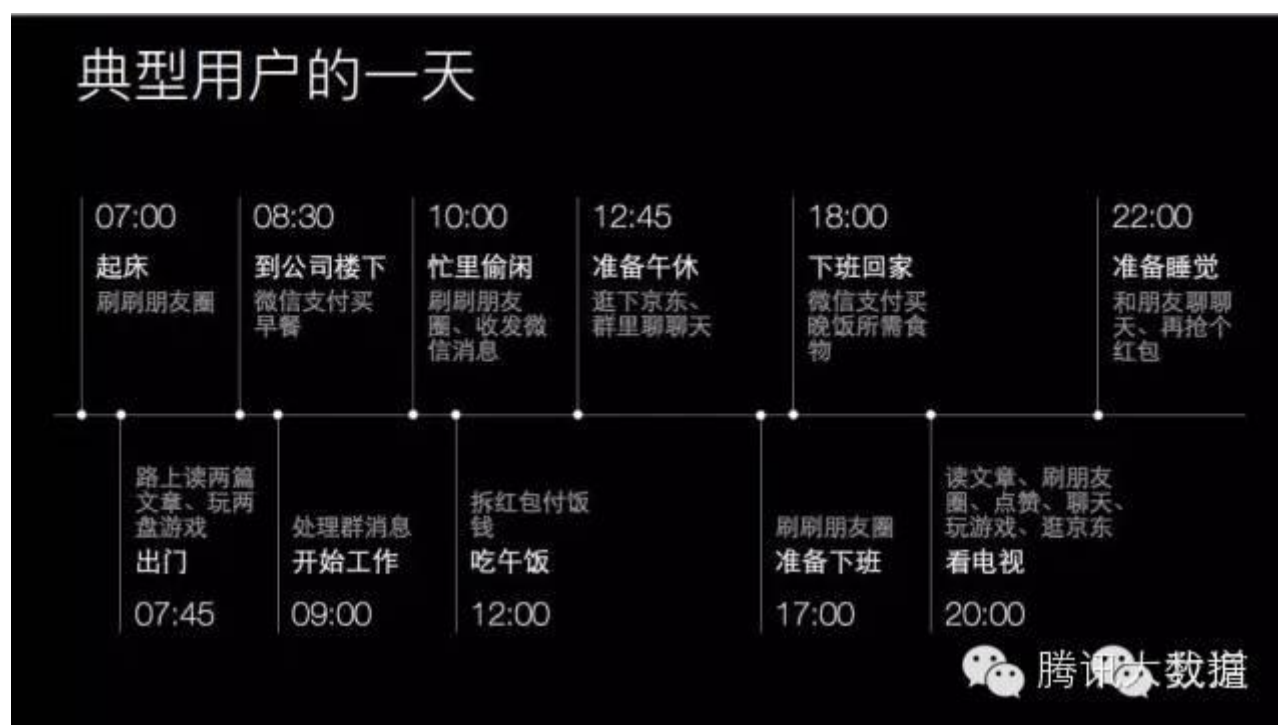 典型用户的一天
07:00
起床
刷刷朋友圈
08:30
到公司楼下
微信支付买
早餐
10:00
忙里偷闲
刷刷朋友
圈、收发微
信消息
12:45
准备午休
逛下京东、
群里聊聊天
18:00
下班回家
微信支付买
晚饭所需食
物
22:00
准备睡觉
和朋友聊聊
天、再抢个
红包
路上读两篇
文章、玩两
盘游戏
出门
07:45
处理群消息
开始工作
09:00
拆红包付饭
钱
吃午饭
12:00
刷刷朋友圈
准备下班
17:00
读文章、刷朋友
圈、点赞、聊天、
玩游戏、逛京东
看电视
20:00
腾讯大数据